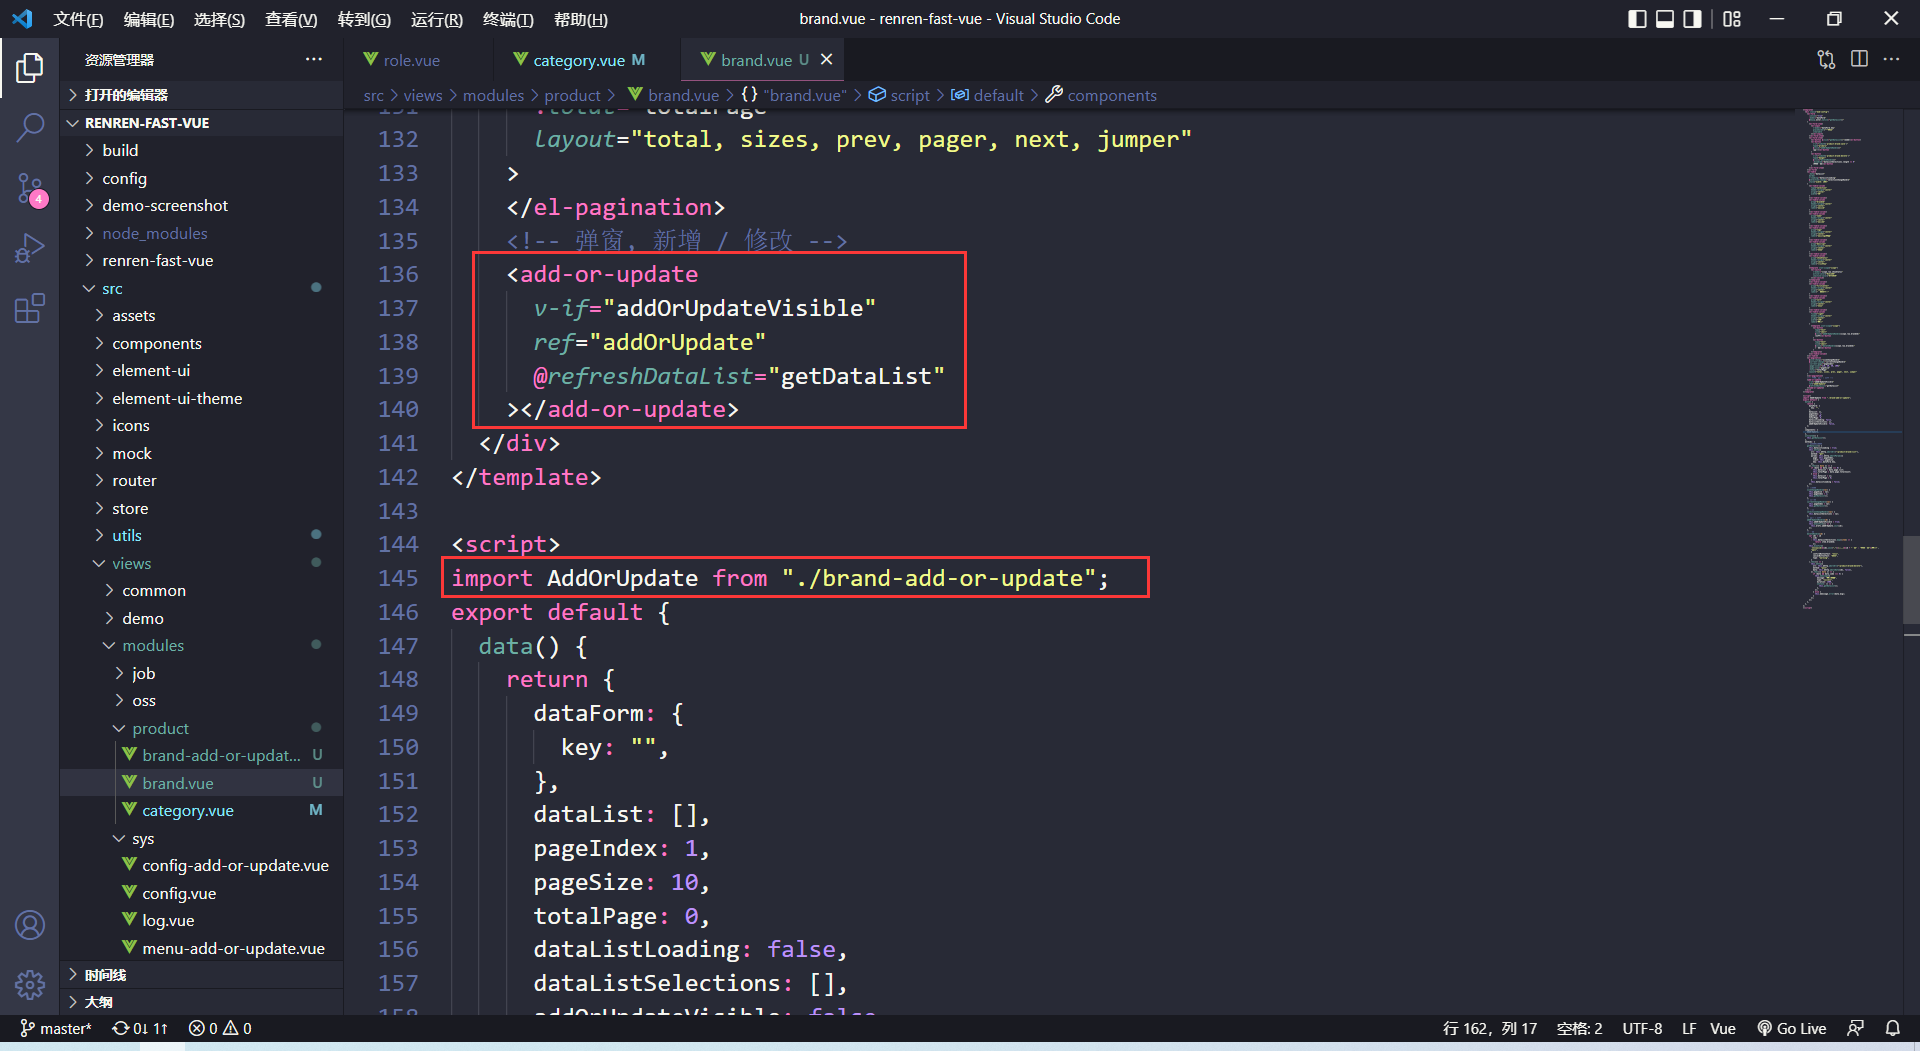 文件(F) 编辑(E) 选择(S) 查看(V) 转到(G) 运行(R) 终端(T) 帮助(H) brand.vue - renren-fast-vue - Visual Studio Code
资源管理器
打开的编辑器
RENREN-FAST-VUE
build
config
demo-screenshot
node_modules
renren-fast-vue
src
assets
components
element-ui
element-ui-theme
icons
mock
router
store
utils
views
common
demo
modules
job
oss
product
brand-add-or-updat... U
brand.vue U
category.vue M
sys
config-add-or-update.vue
config.vue
log.vue
menu-add-or-update.vue
时间线
大纲
4
role.vue category.vue M brand.vue U
src > views > modules > product > brand.vue > {} "brand.vue" > script > default > components
131 :total="totalPage"
132 layout="total, sizes, prev, pager, next, jumper"
133 >
134 </el-pagination>
135 <!-- 弹窗, 新增 / 修改 -->
136 <add-or-update
137 v-if="addOrUpdateVisible"
138 ref="addOrUpdate"
139 @refreshDataList="getDataList"
140 ></add-or-update>
141 </div>
142 </template>
143
144 <script>
145 import AddOrUpdate from "./brand-add-or-update";
146 export default {
147 data() {
148 return {
149 dataForm: {
150 key: "",
151 },
152 dataList: [],
153 pageIndex: 1,
154 pageSize: 10,
155 totalPage: 0,
156 dataListLoading: false,
157 dataListSelections: [],
158 addOrUpdateVisible: false
master* 0↓ 1↑ 0 0 行 162，列 17 空格: 2 UTF-8 LF Vue Go Live